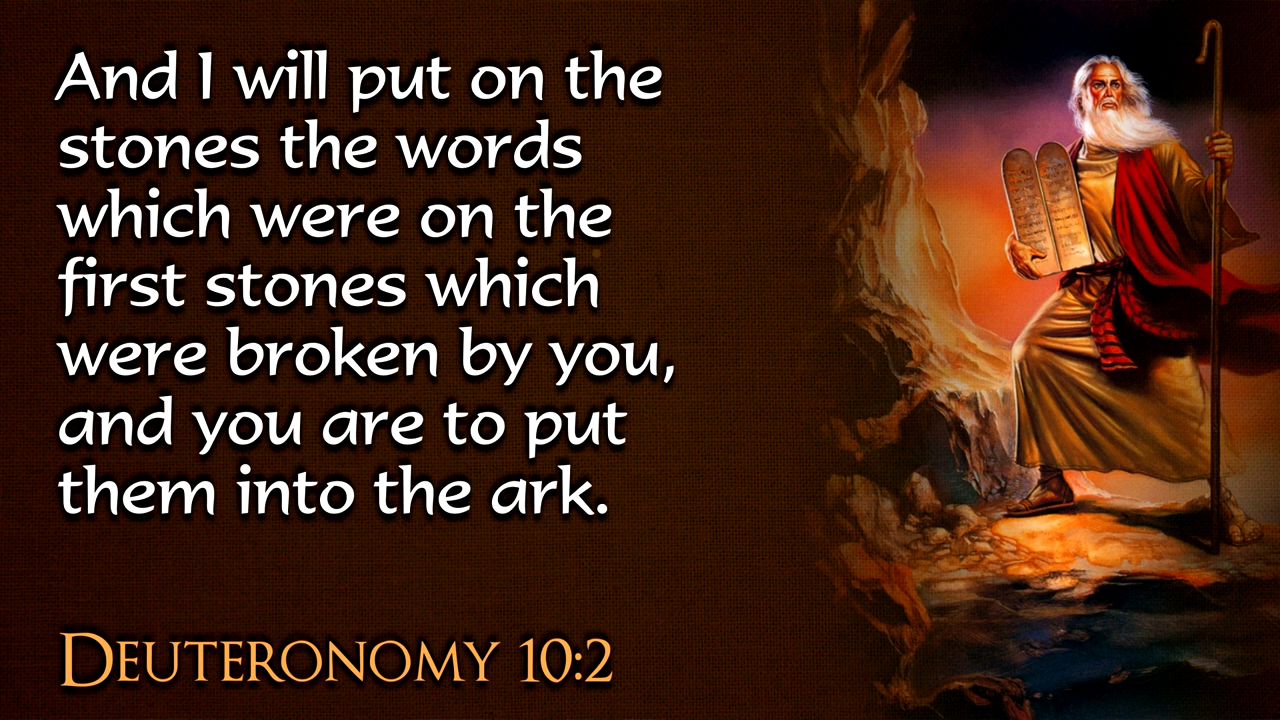 And I will put on the
stones the words
which were on the
first stones which
were broken by you,
and you are to put
them into the ark.
Deuteronomy 10:2